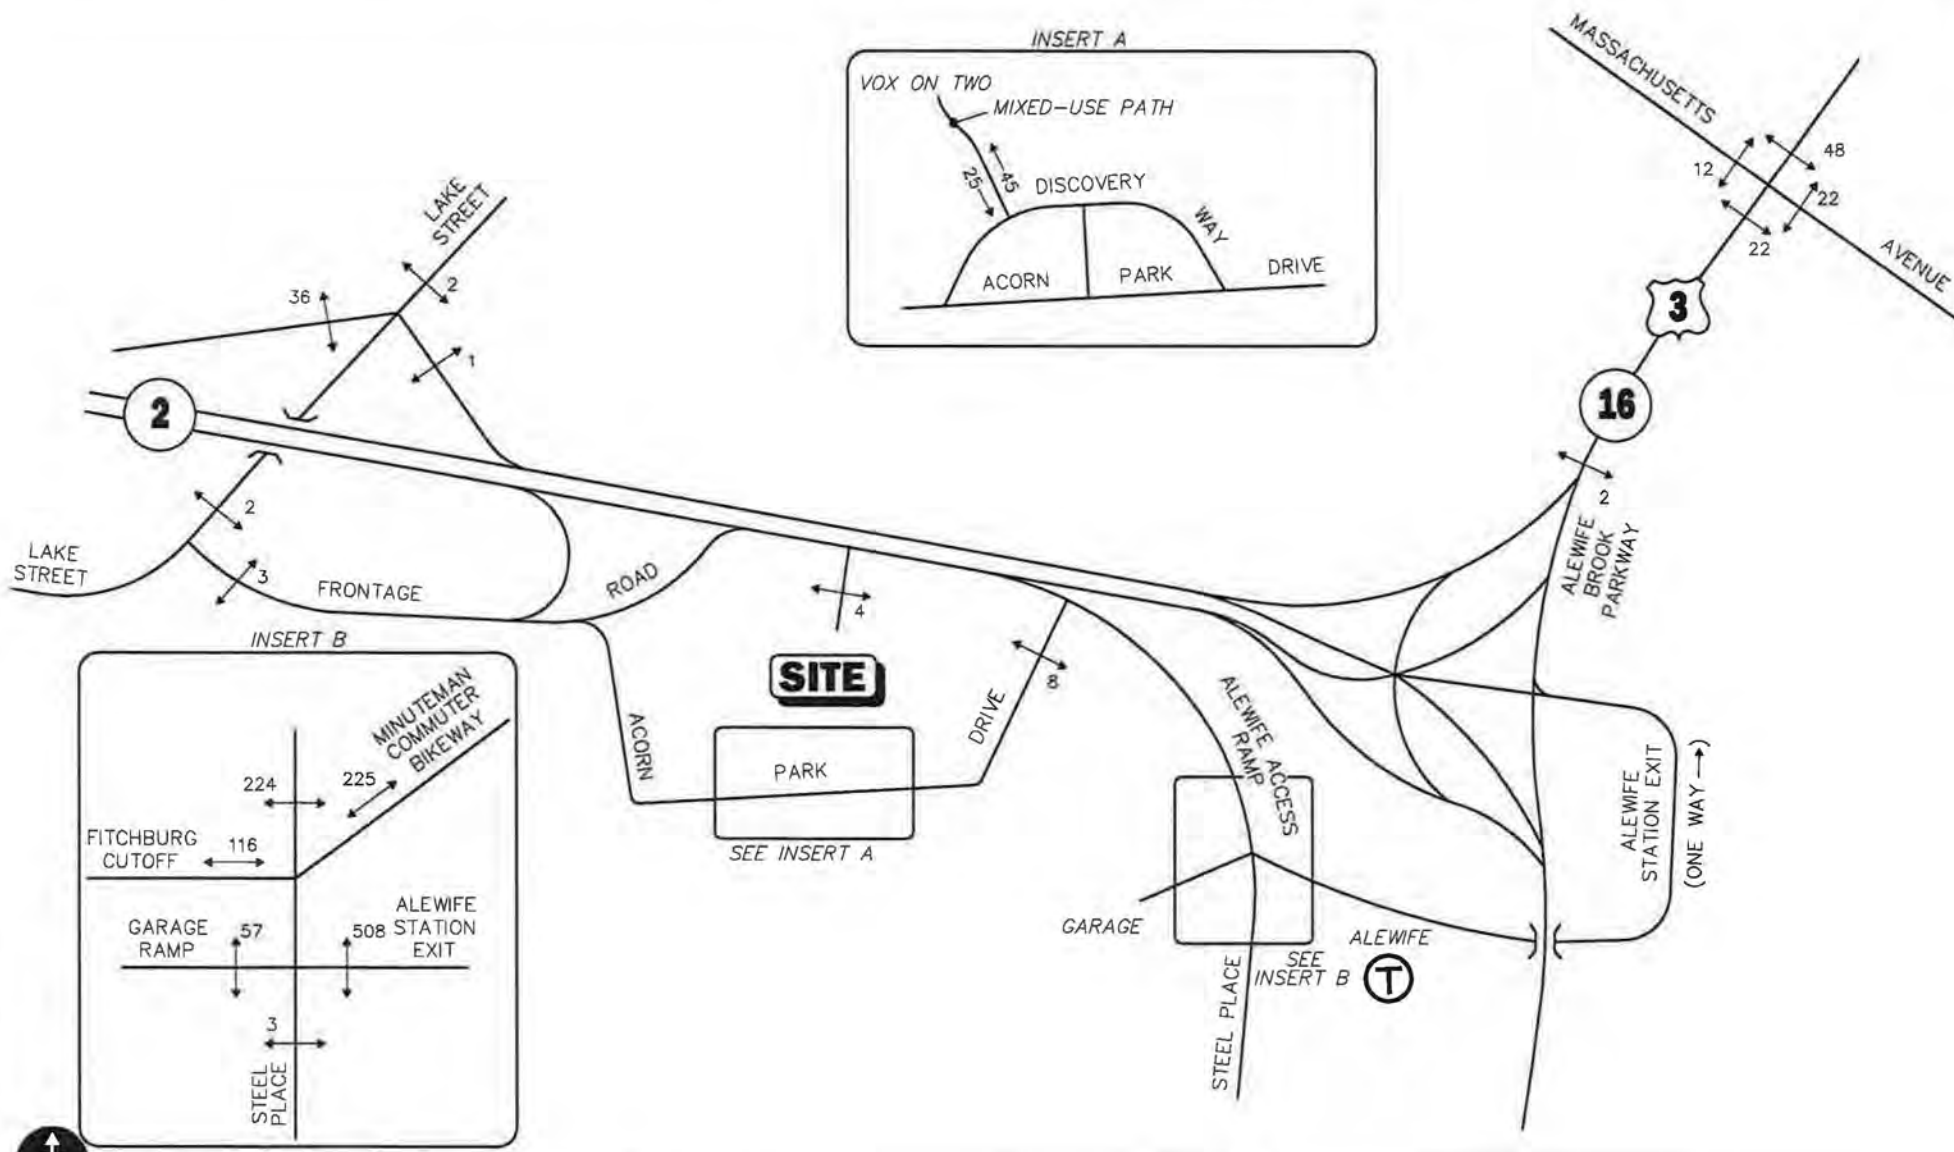 INSERT A
VOX ON TWO
MIXED-USE PATH
25
45
DISCOVERY
WAY
ACORN
PARK
DRIVE
MASSACHUSETTS
AVENUE
12
48
22
22
3
16
2
ALEWIFE
BROOK
PARKWAY
LAKE
STREET
2
36
1
2
2
LAKE
STREET
3
FRONTAGE
ROAD
4
SITE
8
ACORN
PARK
DRIVE
SEE INSERT A
ALEWIFE ACCESS
RAMP
GARAGE
SEE
INSERT B
ALEWIFE
T
STEEL PLACE
ALEWIFE
STATION EXIT
(ONE WAY →)
INSERT B
MINUTEMAN
COMMUTER
BIKEWAY
224
225
FITCHBURG
CUTOFF
116
GARAGE
RAMP
57
508
ALEWIFE
STATION
EXIT
3
STEEL
PLACE